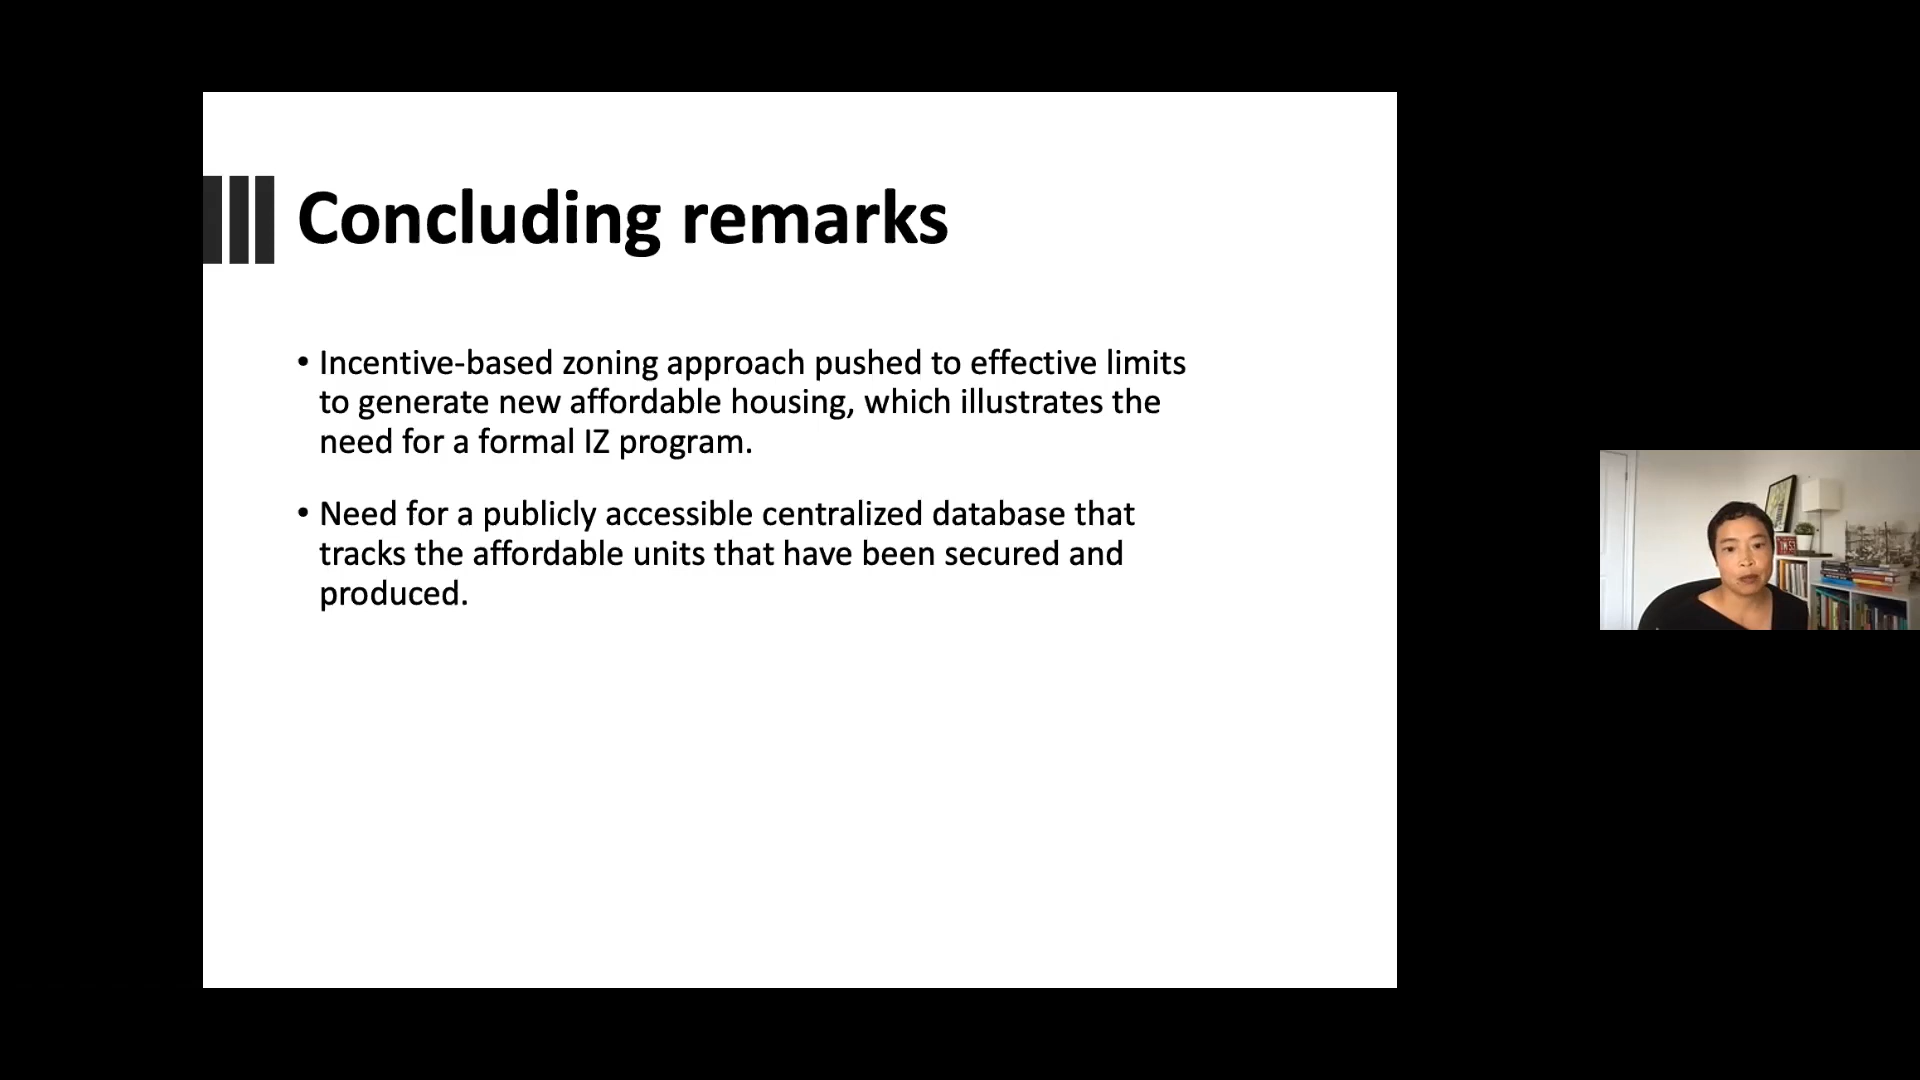 Concluding remarks
• Incentive-based zoning approach pushed to effective limits
to generate new affordable housing, which illustrates the
need for a formal IZ program.
• Need for a publicly accessible centralized database that
tracks the affordable units that have been secured and
produced.